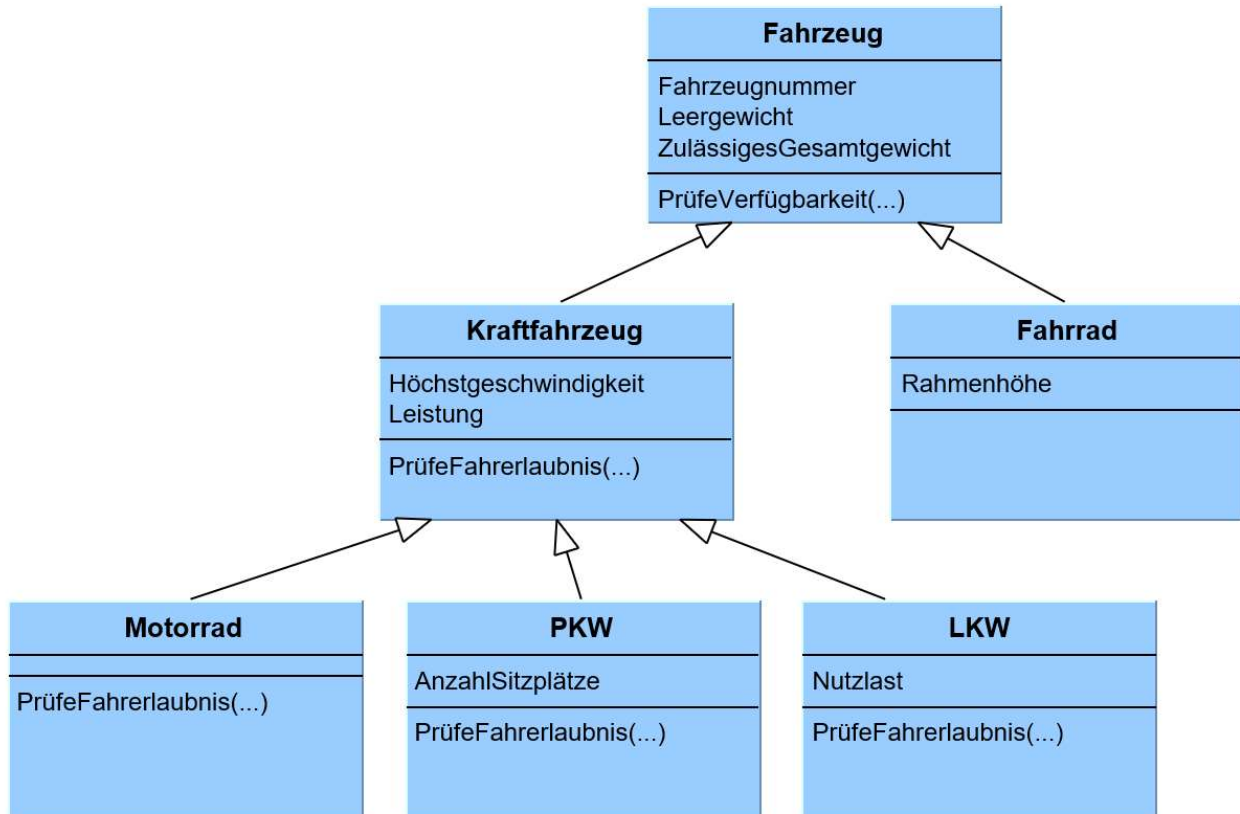 Fahrzeug
Fahrzeugnummer
Leergewicht
ZulässigesGesamtgewicht
PrüfeVerfügbarkeit(...)
Kraftfahrzeug
Höchstgeschwindigkeit
Leistung
PrüfeFahrerlaubnis(...)
Fahrrad
Rahmenhöhe
Motorrad
PrüfeFahrerlaubnis(...)
PKW
AnzahlSitzplätze
PrüfeFahrerlaubnis(...)
LKW
Nutzlast
PrüfeFahrerlaubnis(...)